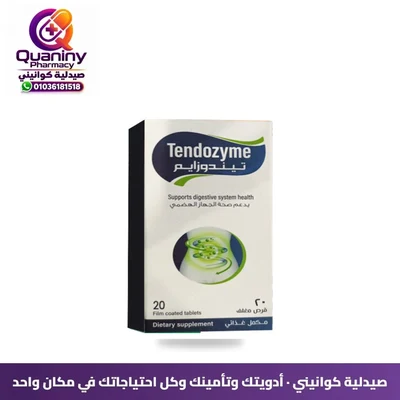 Quaniny
Pharmacy
صيدلية كوانيني
01036181518
Tendozyme
تيندوزايم
Supports digestive system health
يدعم صحة الجهاز الهضمي
20
Film coated tablets
٢٠
قرص مغلف
Dietary supplement
مكمل غذائي
صيدلية كوانيني - أدويتك وتأمينك وكل احتياجاتك في مكان واحد